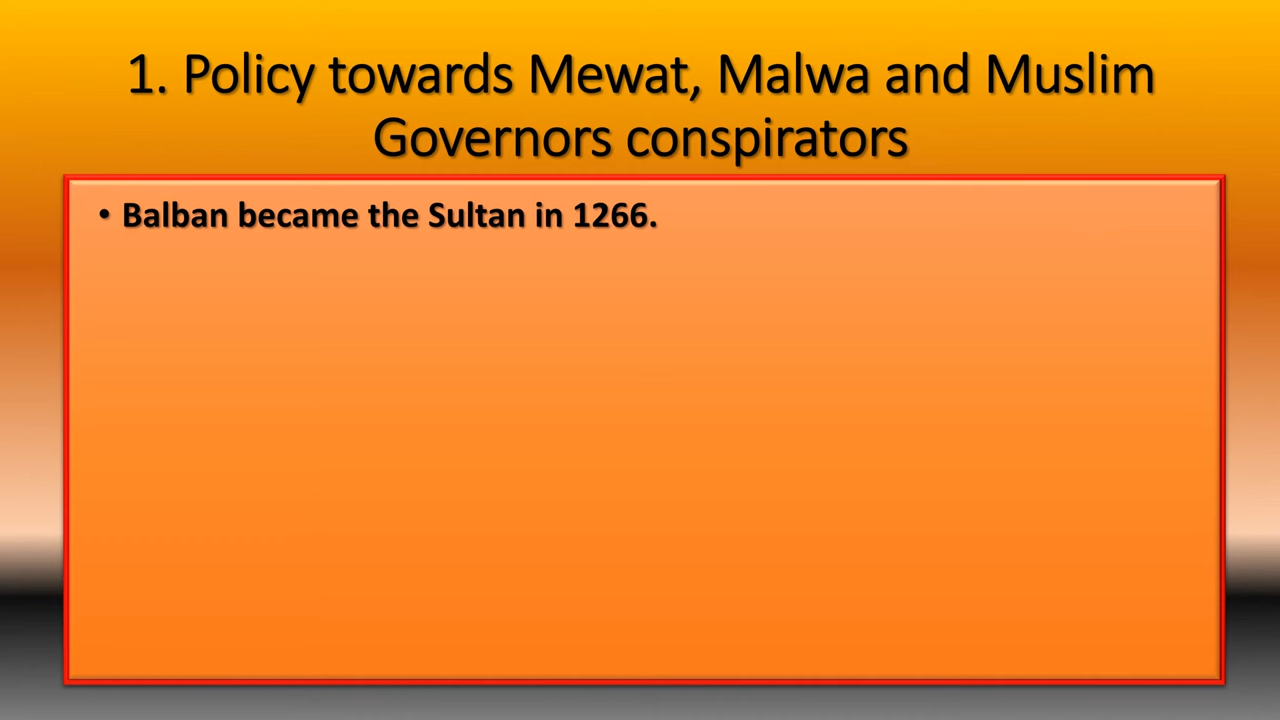 1. Policy towards Mewat, Malwa and Muslim
Governors conspirators
• Balban became the Sultan in 1266.